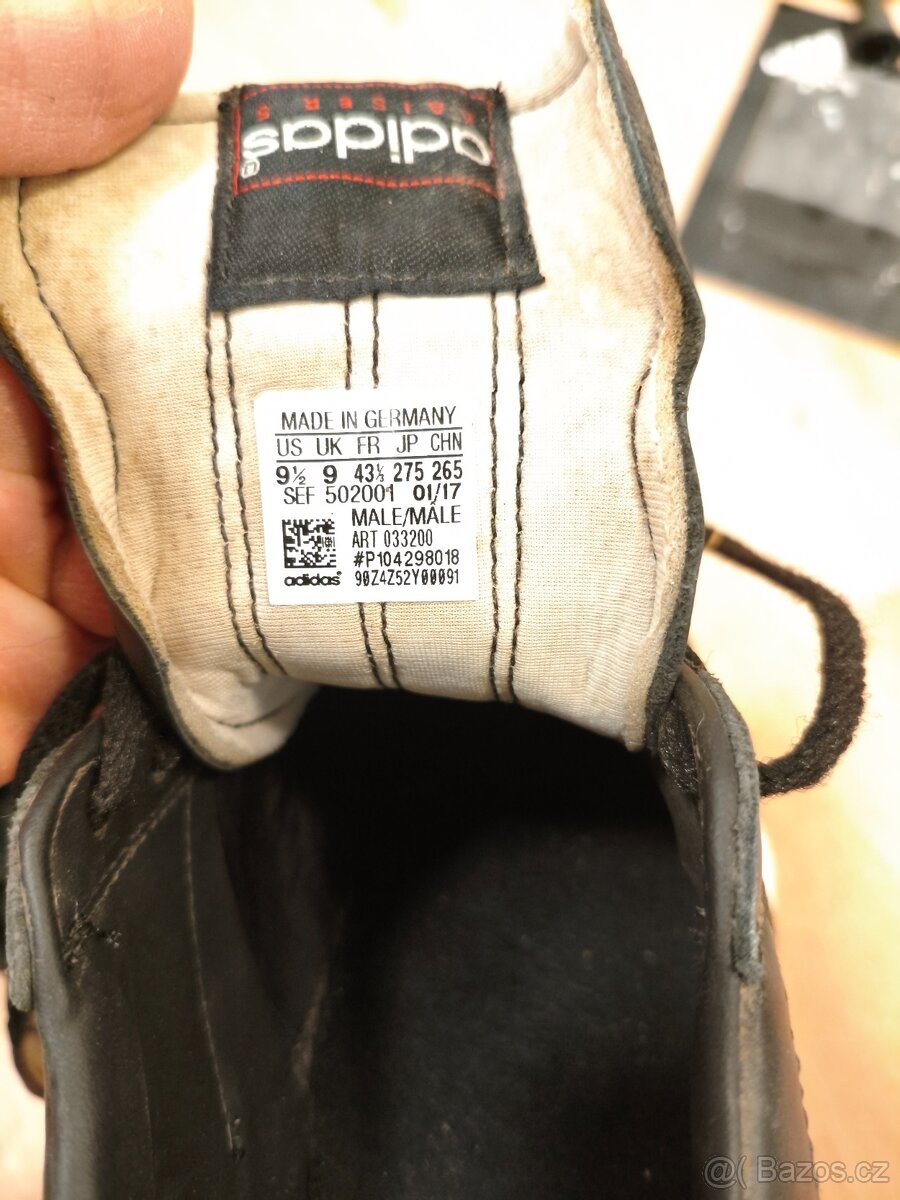 adidas
KAISER 5
MADE IN GERMANY
US UK FR JP CHN
9½ 9 43⅓ 275 265
SEF 502001 01/17
MALE/MÂLE
ART 033200
#P104298018
adidas® 90Z4Z52Y00091
@( Bazos.cz